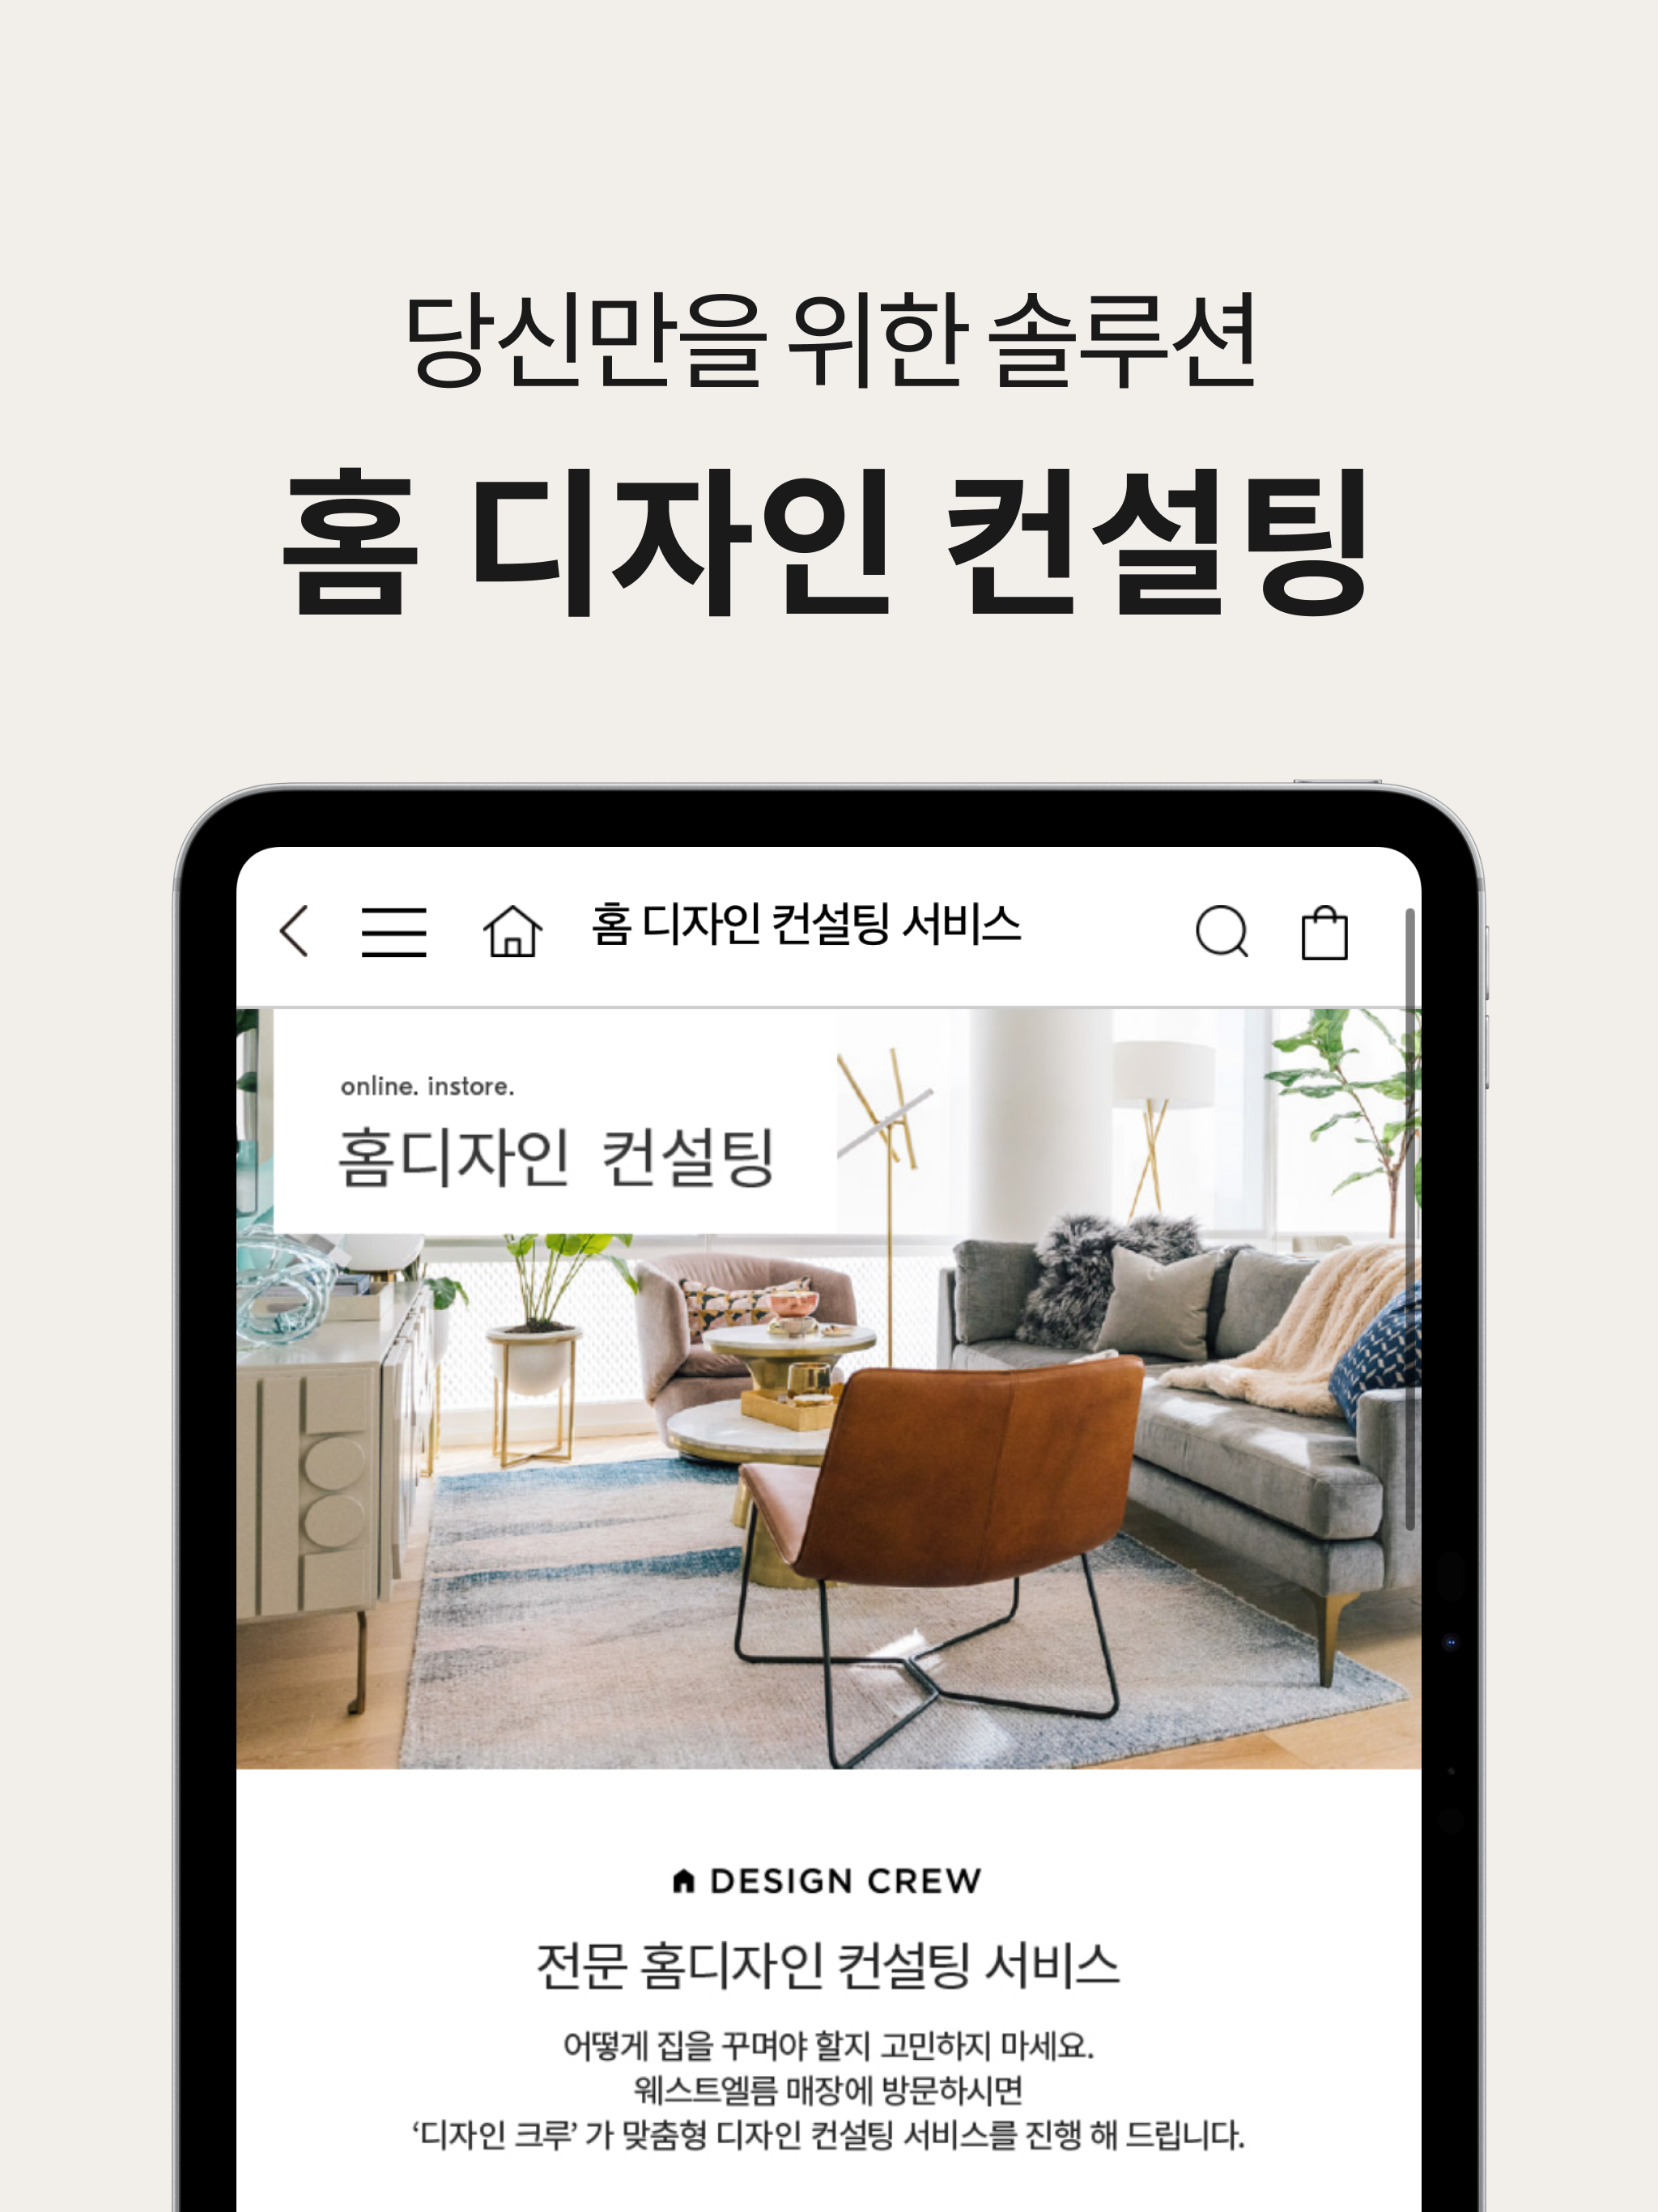 당신만을 위한 솔루션
홈 디자인 컨설팅
홈 디자인 컨설팅 서비스
online. instore.
홈디자인 컨설팅
DESIGN CREW
전문 홈디자인 컨설팅 서비스
어떻게 집을 꾸며야 할지 고민하지 마세요.
웨스트엘름 매장에 방문하시면
‘디자인 크루’ 가 맞춤형 디자인 컨설팅 서비스를 진행 해 드립니다.